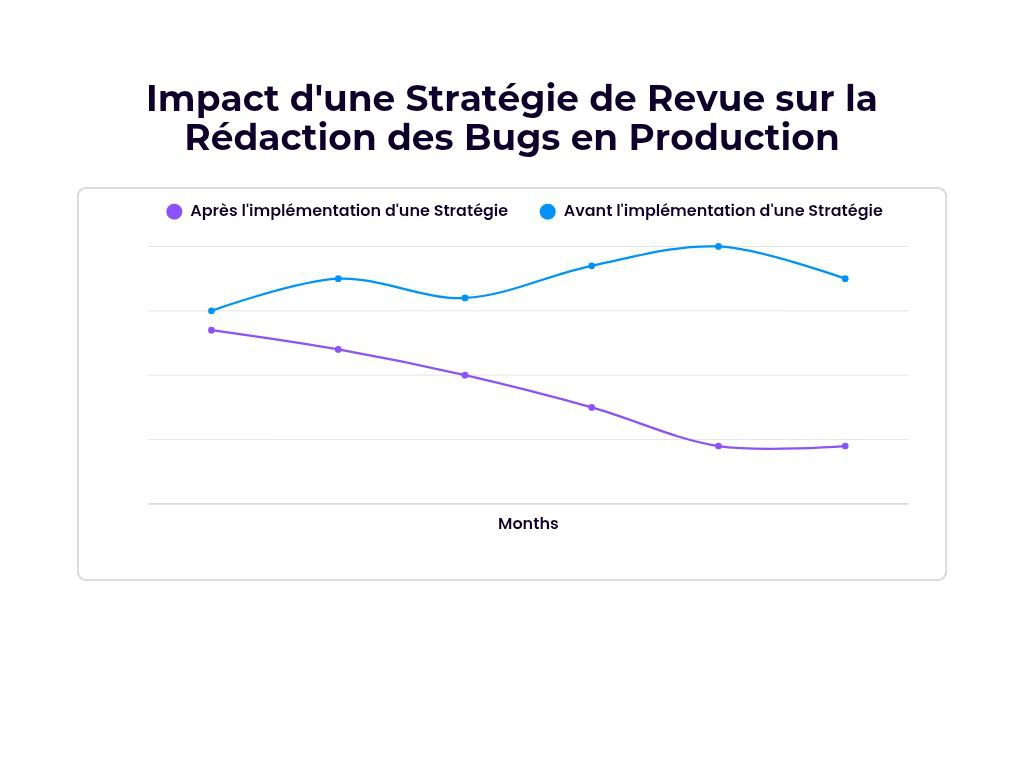 Impact d'une Stratégie de Revue sur la
Rédaction des Bugs en Production
Après l'implémentation d'une Stratégie
Avant l'implémentation d'une Stratégie
Months